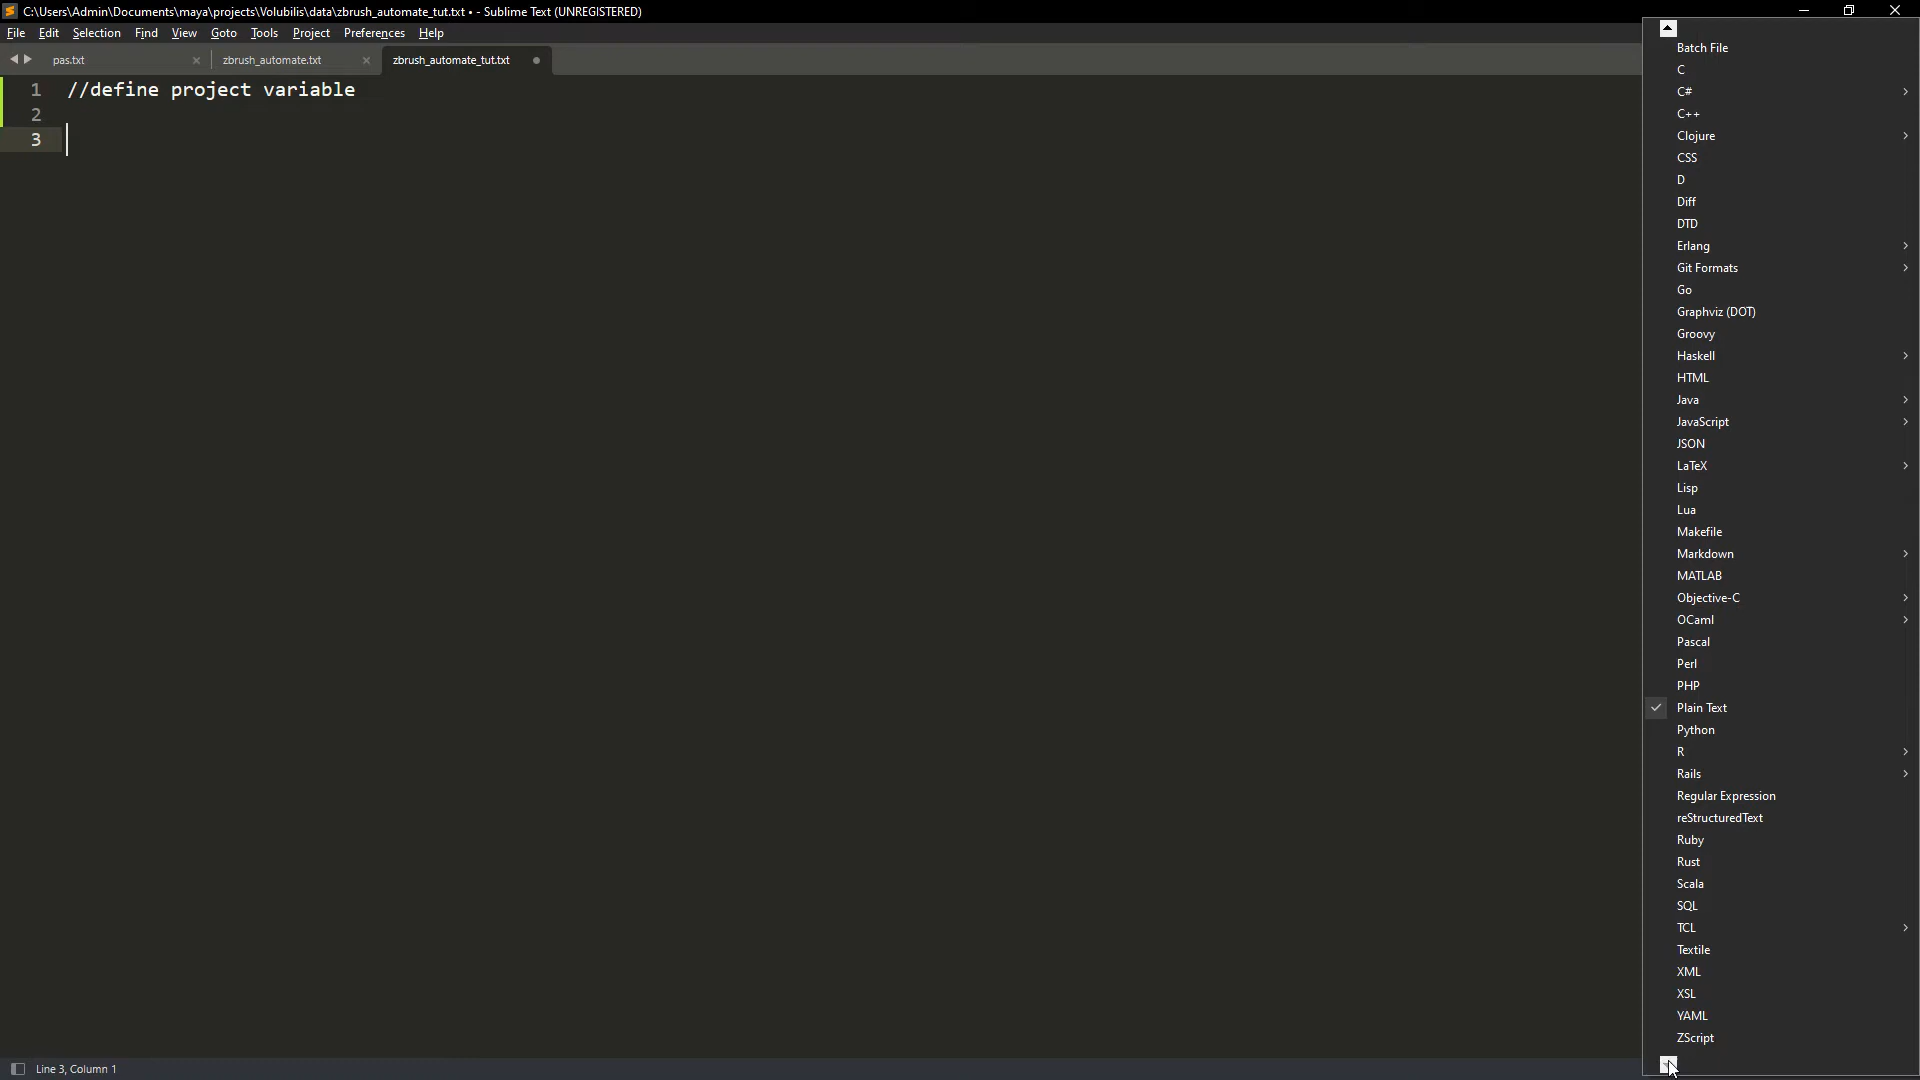 C:\Users\Admin\Documents\maya\projects\Volubilis\data\zbrush_automate_tut.txt • - Sublime Text (UNREGISTERED)
File Edit Selection Find View Goto Tools Project Preferences Help
pas.txt zbrush_automate.txt zbrush_automate_tut.txt
1 //define project variable
2
3
Batch File
C
C#
C++
Clojure
CSS
D
Diff
DTD
Erlang
Git Formats
Go
Graphviz (DOT)
Groovy
Haskell
HTML
Java
JavaScript
JSON
LaTeX
Lisp
Lua
Makefile
Markdown
MATLAB
Objective-C
OCaml
Pascal
Perl
PHP
Plain Text
Python
R
Rails
Regular Expression
reStructuredText
Ruby
Rust
Scala
SQL
TCL
Textile
XML
XSL
YAML
ZScript
Line 3, Column 1